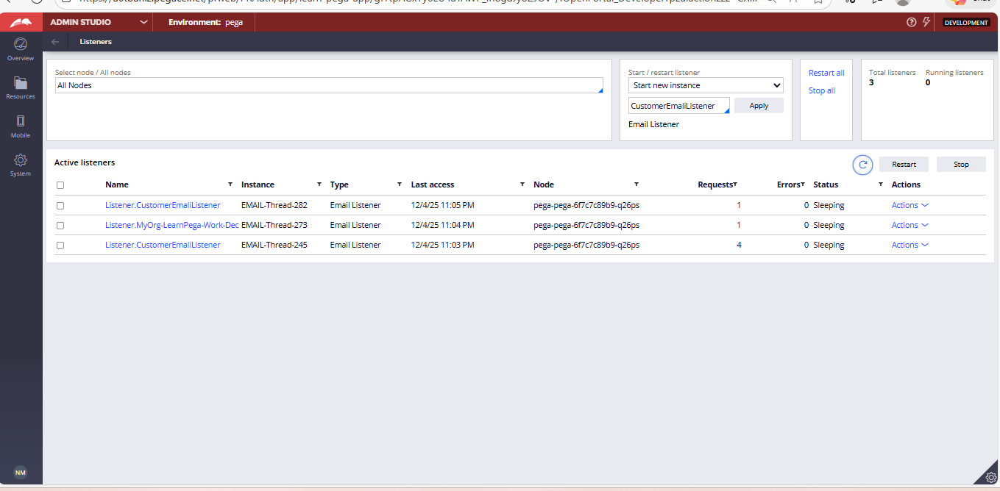 ADMIN STUDIO
Environment: pega
DEVELOPMENT
Listeners
Overview
Resources
Mobile
System
Select node / All nodes
All Nodes
Start / restart listener
Start new instance
CustomerEmaliListener
Apply
Email Listener
Restart all
Stop all
Total listeners Running listeners
3 0
Active listeners
Restart Stop
Name Instance Type Last access Node Requests Errors Status Actions
Listener.CustomerEmaliListener EMAIL-Thread-282 Email Listener 12/4/25 11:05 PM pega-pega-6f7c7c89b9-q26ps 1 0 Sleeping Actions
Listener.MyOrg-LearnPega-Work-Dec EMAIL-Thread-273 Email Listener 12/4/25 11:04 PM pega-pega-6f7c7c89b9-q26ps 1 0 Sleeping Actions
Listener.CustomerEmaliListener EMAIL-Thread-245 Email Listener 12/4/25 11:03 PM pega-pega-6f7c7c89b9-q26ps 4 0 Sleeping Actions
NM